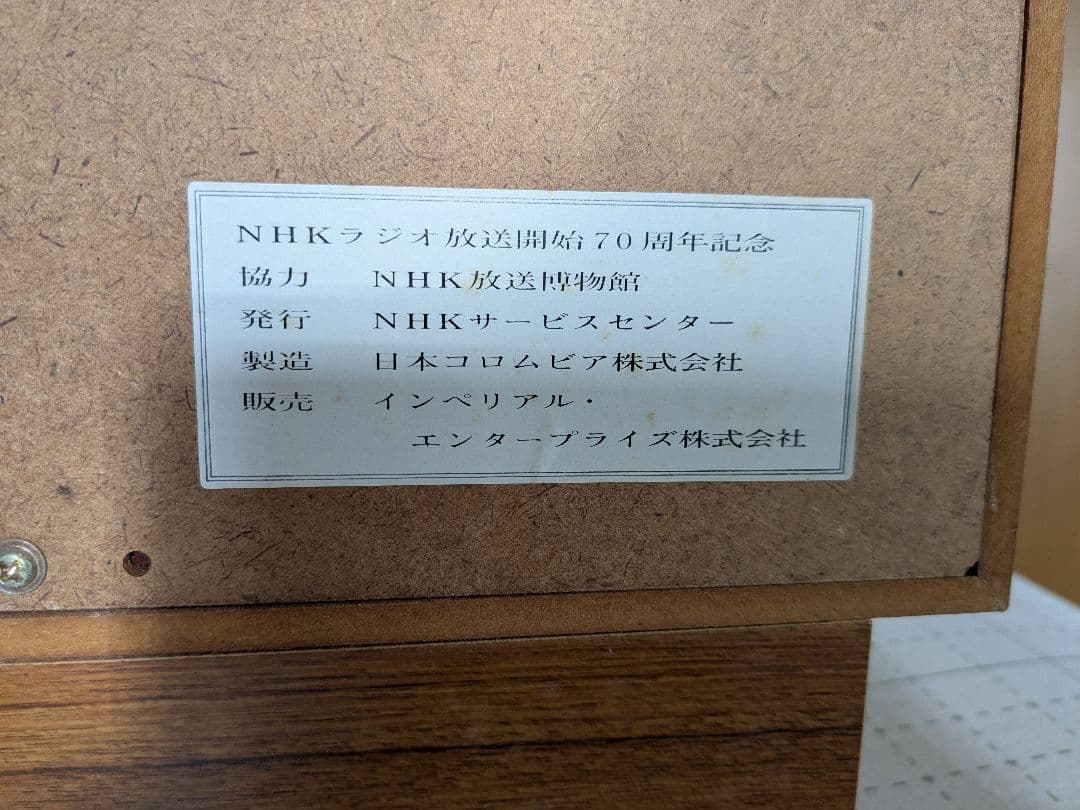 NHKラジオ放送開始70周年記念
協力　NHK放送博物館
発行　NHKサービスセンター
製造　日本コロムビア株式会社
販売　インペリアル・
エンタープライズ株式会社